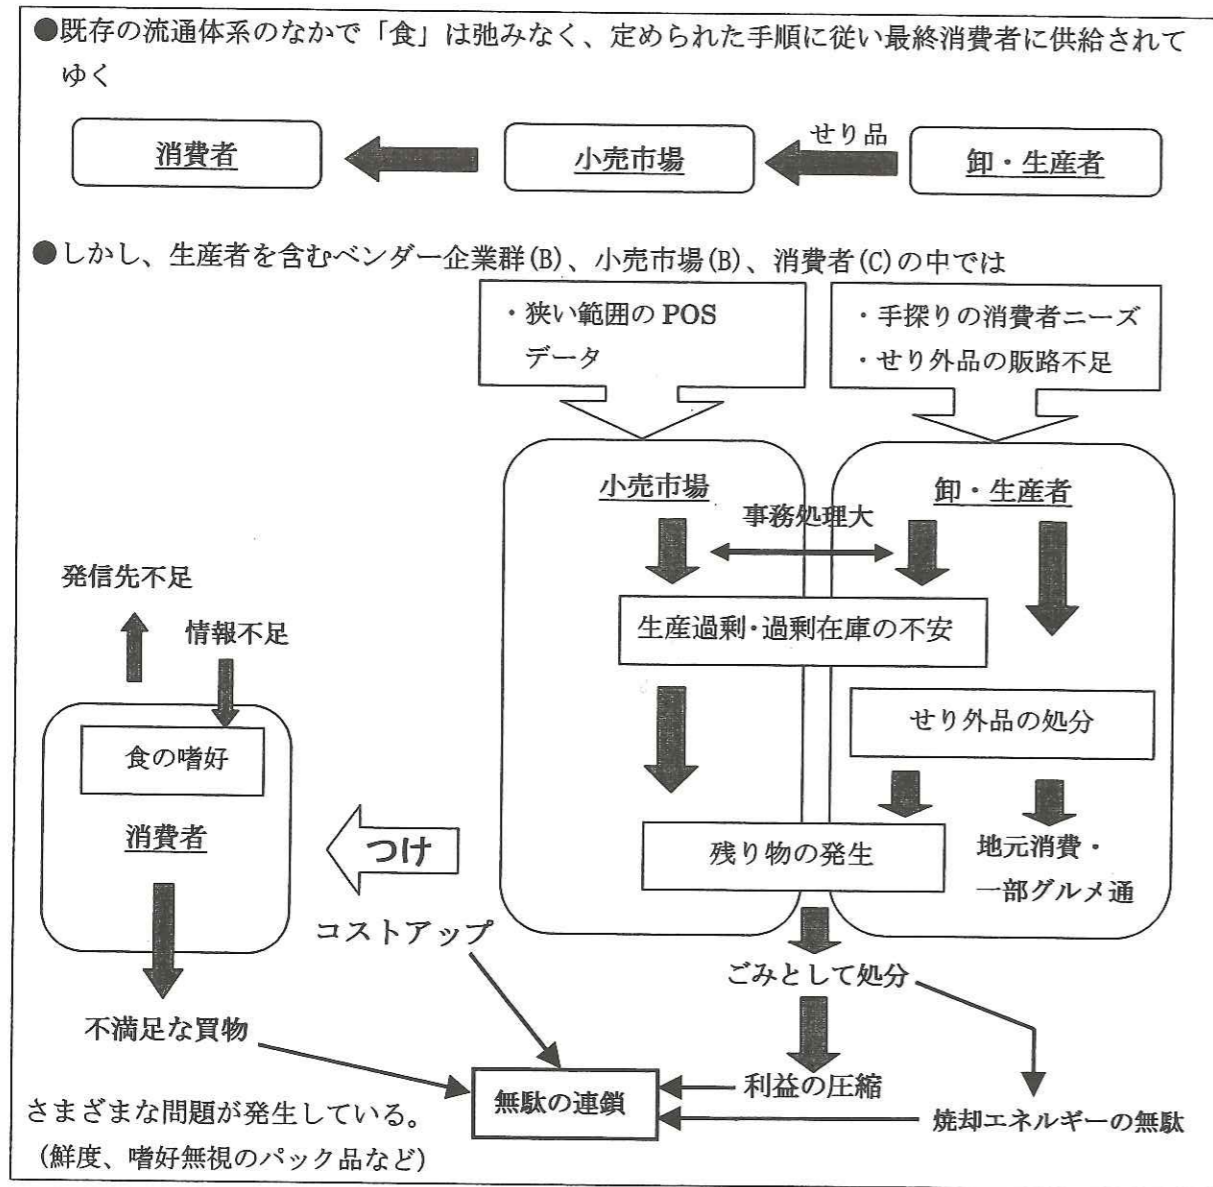 ●既存の流通体系のなかで「食」は弛みなく、定められた手順に従い最終消費者に供給されて
ゆく
消費者
小売市場
せり品
卸・生産者
●しかし、生産者を含むベンダー企業群(B)、小売市場(B)、消費者(C)の中では
・狭い範囲の POS
データ
・手探りの消費者ニーズ
・せり外品の販路不足
小売市場
卸・生産者
事務処理大
発信先不足
情報不足
生産過剰・過剰在庫の不安
せり外品の処分
食の嗜好
消費者
つけ
残り物の発生
地元消費・
一部グルメ通
コストアップ
ごみとして処分
不満足な買物
無駄の連鎖
利益の圧縮
焼却エネルギーの無駄
さまざまな問題が発生している。
(鮮度、嗜好無視のパック品など)